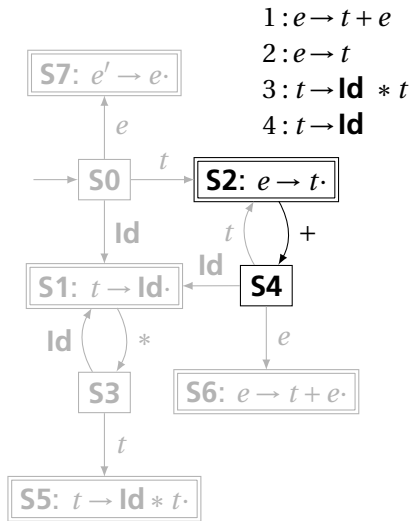 1 : e → t + e
2 : e → t
3 : t → Id * t
4 : t → Id
S7: e′ → e·
e
S0
t
S2: e → t·
Id
t
+
Id
S1: t → Id·
S4
Id
*
e
S3
S6: e → t + e·
t
S5: t → Id * t·